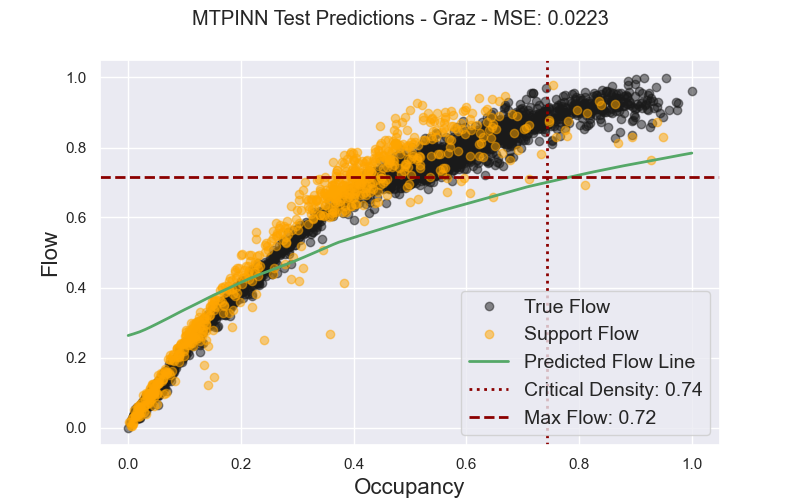 MTPINN Test Predictions - Graz - MSE: 0.0223
Flow
1.0
0.8
0.6
0.4
0.2
0.0
True Flow
Support Flow
Predicted Flow Line
Critical Density: 0.74
Max Flow: 0.72
0.0 0.2 0.4 0.6 0.8 1.0
Occupancy